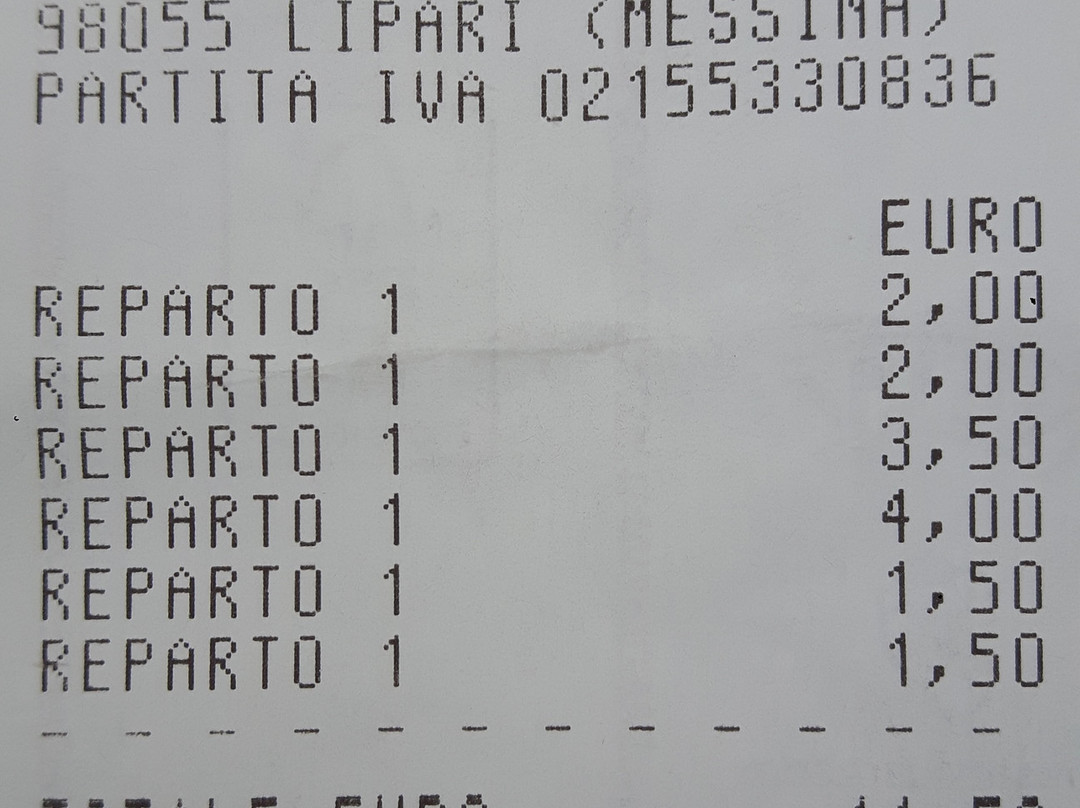 98055 LIPARI (MESSINA)
PARTITA IVA 02155330836
EURO
REPARTO 1 2,00
REPARTO 1 2,00
REPARTO 1 3,50
REPARTO 1 4,00
REPARTO 1 1,50
REPARTO 1 1,50
- - - - - - - - - - - -